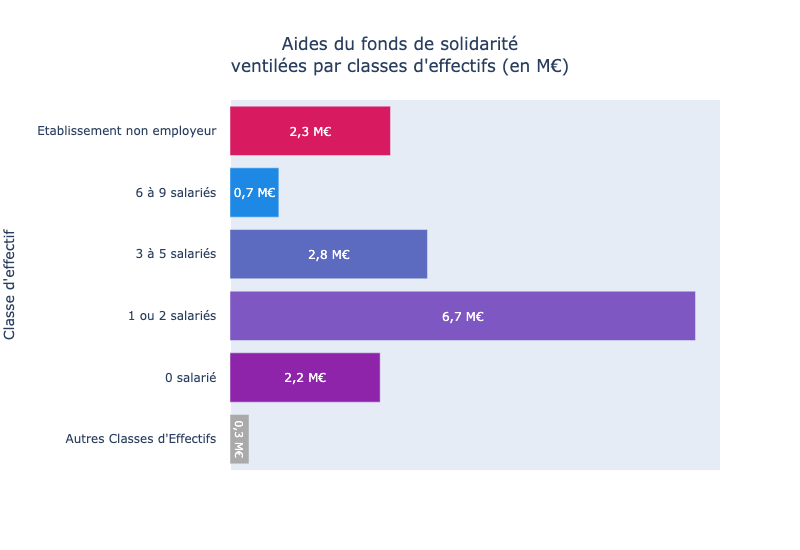 Aides du fonds de solidarité
ventilées par classes d'effectifs (en M€)
Classe d'effectif
Etablissement non employeur
2,3 M€
6 à 9 salariés
0,7 M€
3 à 5 salariés
2,8 M€
1 ou 2 salariés
6,7 M€
0 salarié
2,2 M€
Autres Classes d'Effectifs
0,3 M€